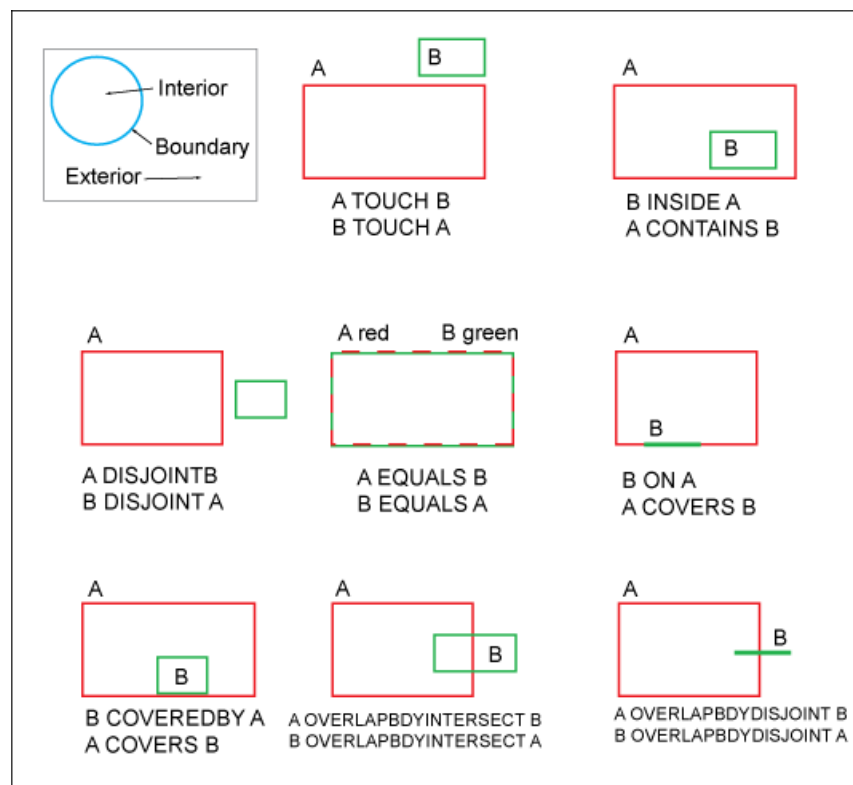 Interior
Boundary
Exterior
A
B
A TOUCH B
B TOUCH A
A
B
B INSIDE A
A CONTAINS B
A
A DISJOINTB
B DISJOINT A
A red B green
A EQUALS B
B EQUALS A
A
B
B ON A
A COVERS B
A
B
B COVEREDBY A
A COVERS B
A
B
A OVERLAPBDYINTERSECT B
B OVERLAPBDYINTERSECT A
A
B
A OVERLAPBDYDISJOINT B
B OVERLAPBDYDISJOINT A